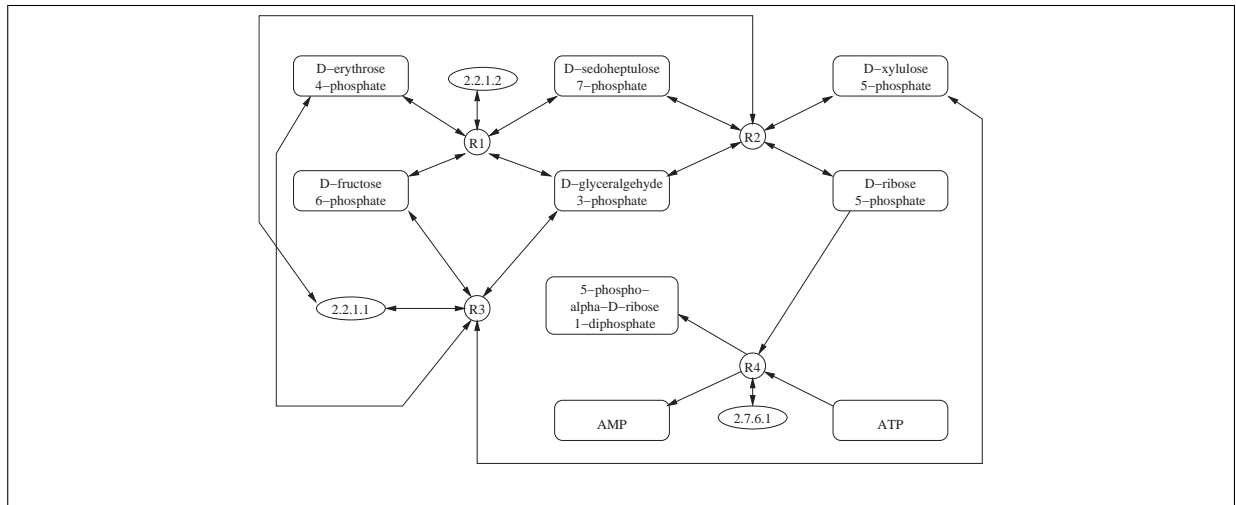 D−erythrose
4−phosphate
2.2.1.2
D−sedoheptulose
7−phosphate
D−xylulose
5−phosphate
R1
R2
D−fructose
6−phosphate
D−glyceralgehyde
3−phosphate
D−ribose
5−phosphate
2.2.1.1
R3
5−phospho−
alpha−D−ribose
1−diphosphate
R4
AMP
2.7.6.1
ATP